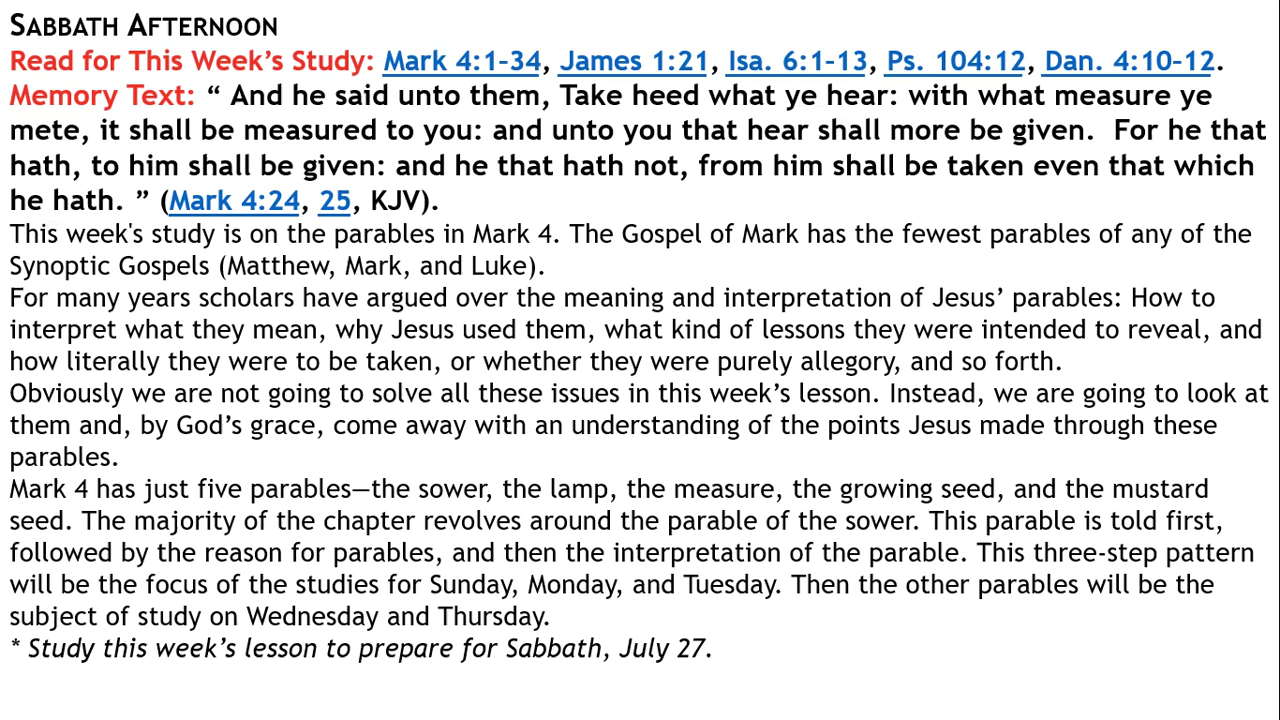 SABBATH AFTERNOON
Read for This Week’s Study: Mark 4:1–34, James 1:21, Isa. 6:1–13, Ps. 104:12, Dan. 4:10–12.
Memory Text: “ And he said unto them, Take heed what ye hear: with what measure ye
mete, it shall be measured to you: and unto you that hear shall more be given.  For he that
hath, to him shall be given: and he that hath not, from him shall be taken even that which
he hath. ” (Mark 4:24, 25, KJV).
This week's study is on the parables in Mark 4. The Gospel of Mark has the fewest parables of any of the
Synoptic Gospels (Matthew, Mark, and Luke).
For many years scholars have argued over the meaning and interpretation of Jesus’ parables: How to
interpret what they mean, why Jesus used them, what kind of lessons they were intended to reveal, and
how literally they were to be taken, or whether they were purely allegory, and so forth.
Obviously we are not going to solve all these issues in this week’s lesson. Instead, we are going to look at
them and, by God’s grace, come away with an understanding of the points Jesus made through these
parables.
Mark 4 has just five parables—the sower, the lamp, the measure, the growing seed, and the mustard
seed. The majority of the chapter revolves around the parable of the sower. This parable is told first,
followed by the reason for parables, and then the interpretation of the parable. This three-step pattern
will be the focus of the studies for Sunday, Monday, and Tuesday. Then the other parables will be the
subject of study on Wednesday and Thursday.
* Study this week’s lesson to prepare for Sabbath, July 27.